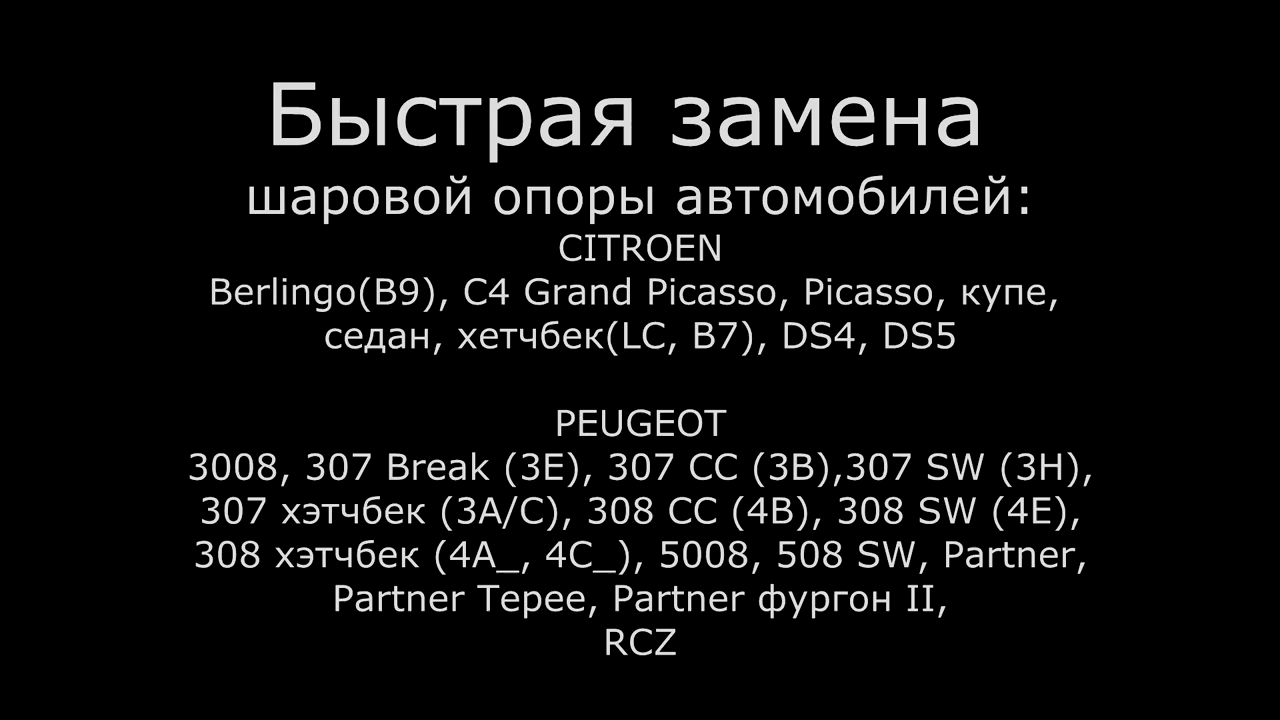 Быстрая замена
шаровой опоры автомобилей:
CITROEN
Berlingo(B9), C4 Grand Picasso, Picasso, купе,
седан, хетчбек(LC, B7), DS4, DS5
PEUGEOT
3008, 307 Break (3E), 307 CC (3B),307 SW (3H),
307 хэтчбек (3A/C), 308 CC (4B), 308 SW (4E),
308 хэтчбек (4A_, 4C_), 5008, 508 SW, Partner,
Partner Tepee, Partner фургон II,
RCZ